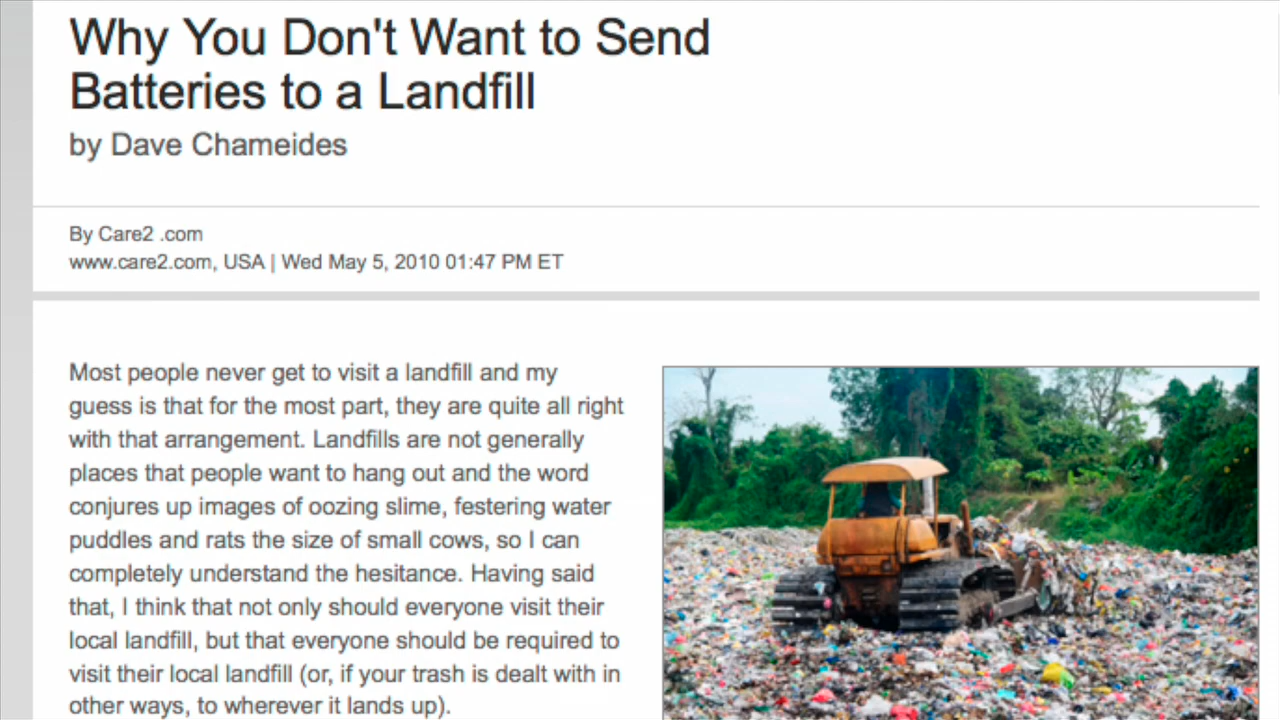 Why You Don't Want to Send
Batteries to a Landfill
by Dave Chameides
By Care2 .com
www.care2.com, USA | Wed May 5, 2010 01:47 PM ET
Most people never get to visit a landfill and my
guess is that for the most part, they are quite all right
with that arrangement. Landfills are not generally
places that people want to hang out and the word
conjures up images of oozing slime, festering water
puddles and rats the size of small cows, so I can
completely understand the hesitance. Having said
that, I think that not only should everyone visit their
local landfill, but that everyone should be required to
visit their local landfill (or, if your trash is dealt with in
other ways, to wherever it lands up).